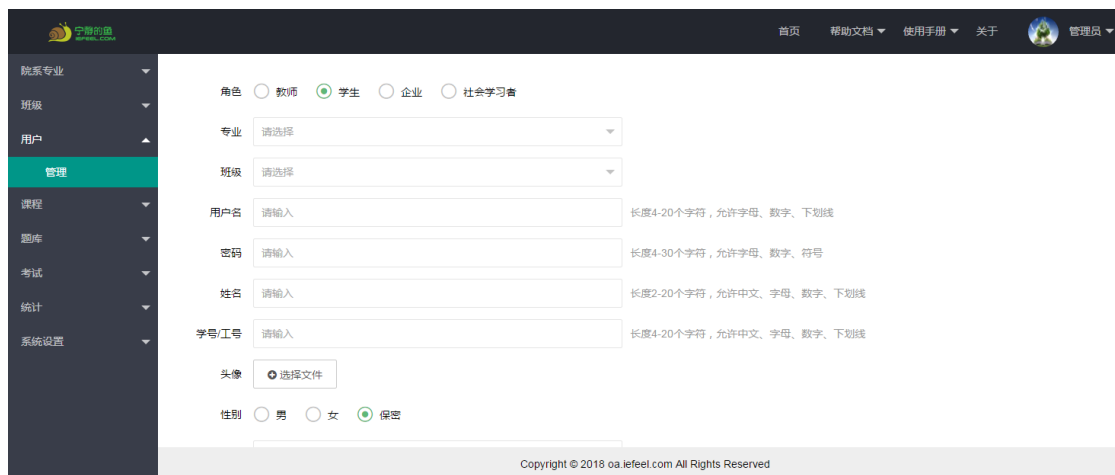 宁静的鱼
IEFEEL.COM
首页 帮助文档 使用手册 关于 管理员
院系专业
班级
用户
管理
课程
题库
考试
统计
系统设置
角色 教师 学生 企业 社会学习者
专业 请选择
班级 请选择
用户名 请输入 长度4-20个字符，允许字母、数字、下划线
密码 请输入 长度4-30个字符，允许字母、数字、符号
姓名 请输入 长度2-20个字符，允许中文、字母、数字、下划线
学号/工号 请输入 长度4-20个字符，允许中文、字母、数字、下划线
头像 选择文件
性别 男 女 保密
Copyright © 2018 oa.iefeel.com All Rights Reserved